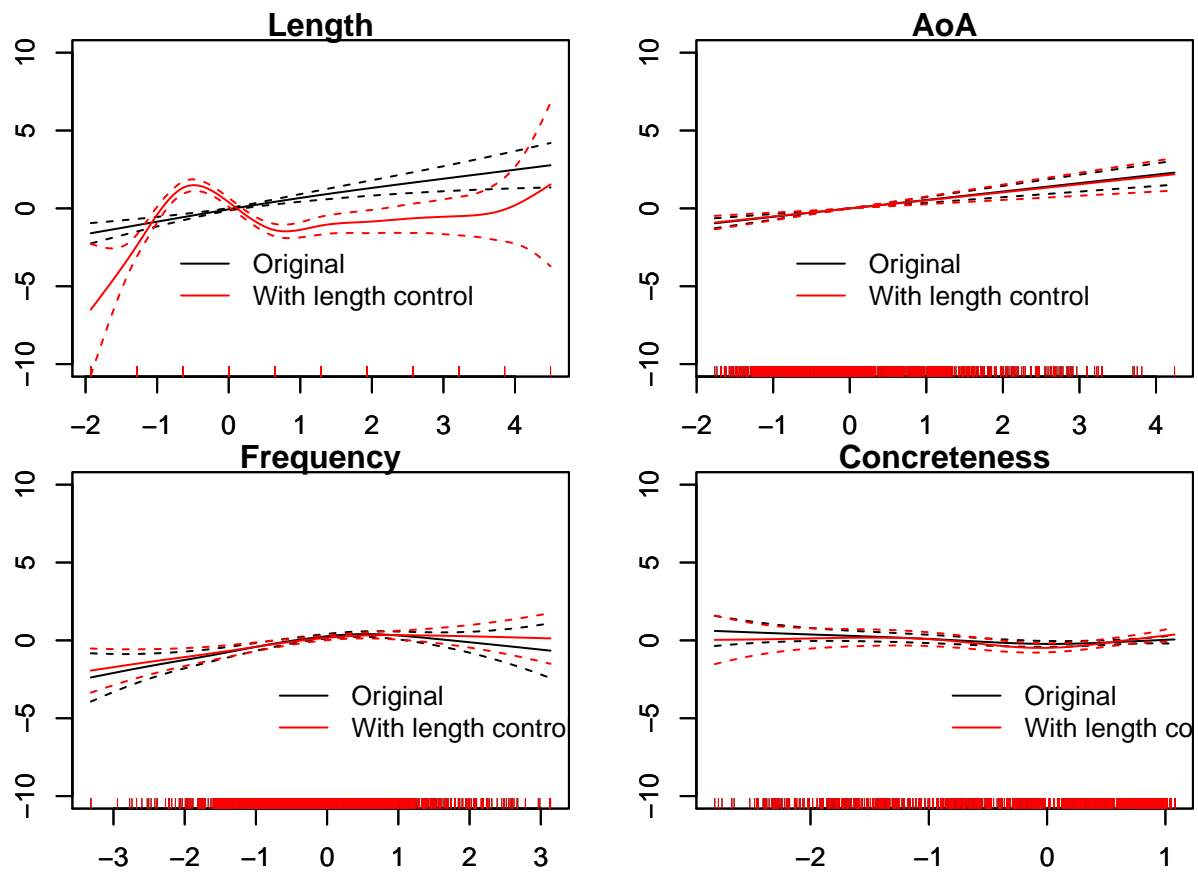 Length
10
5
0
−5
−10
Original
With length control
−2 −1 0 1 2 3 4
AoA
10
5
0
−5
−10
Original
With length control
−2 −1 0 1 2 3 4
Frequency
10
5
0
−5
−10
Original
With length contro
−3 −2 −1 0 1 2 3
Concreteness
10
5
0
−5
−10
Original
With length co
−2 −1 0 1